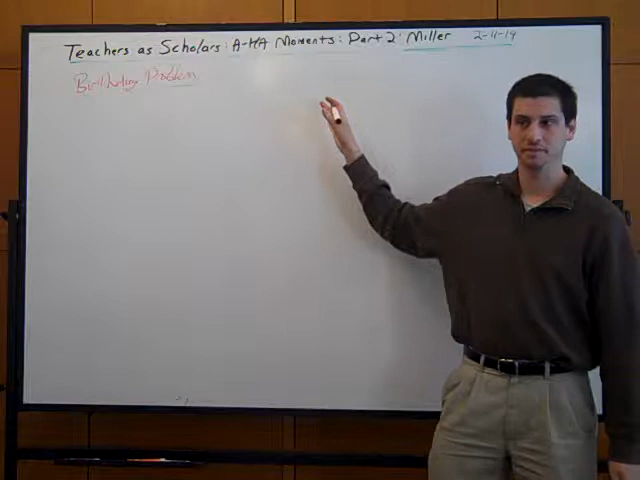 Teachers as Scholars: A-HA Moments: Part 2: Miller 2-11-14
Birthday Problem